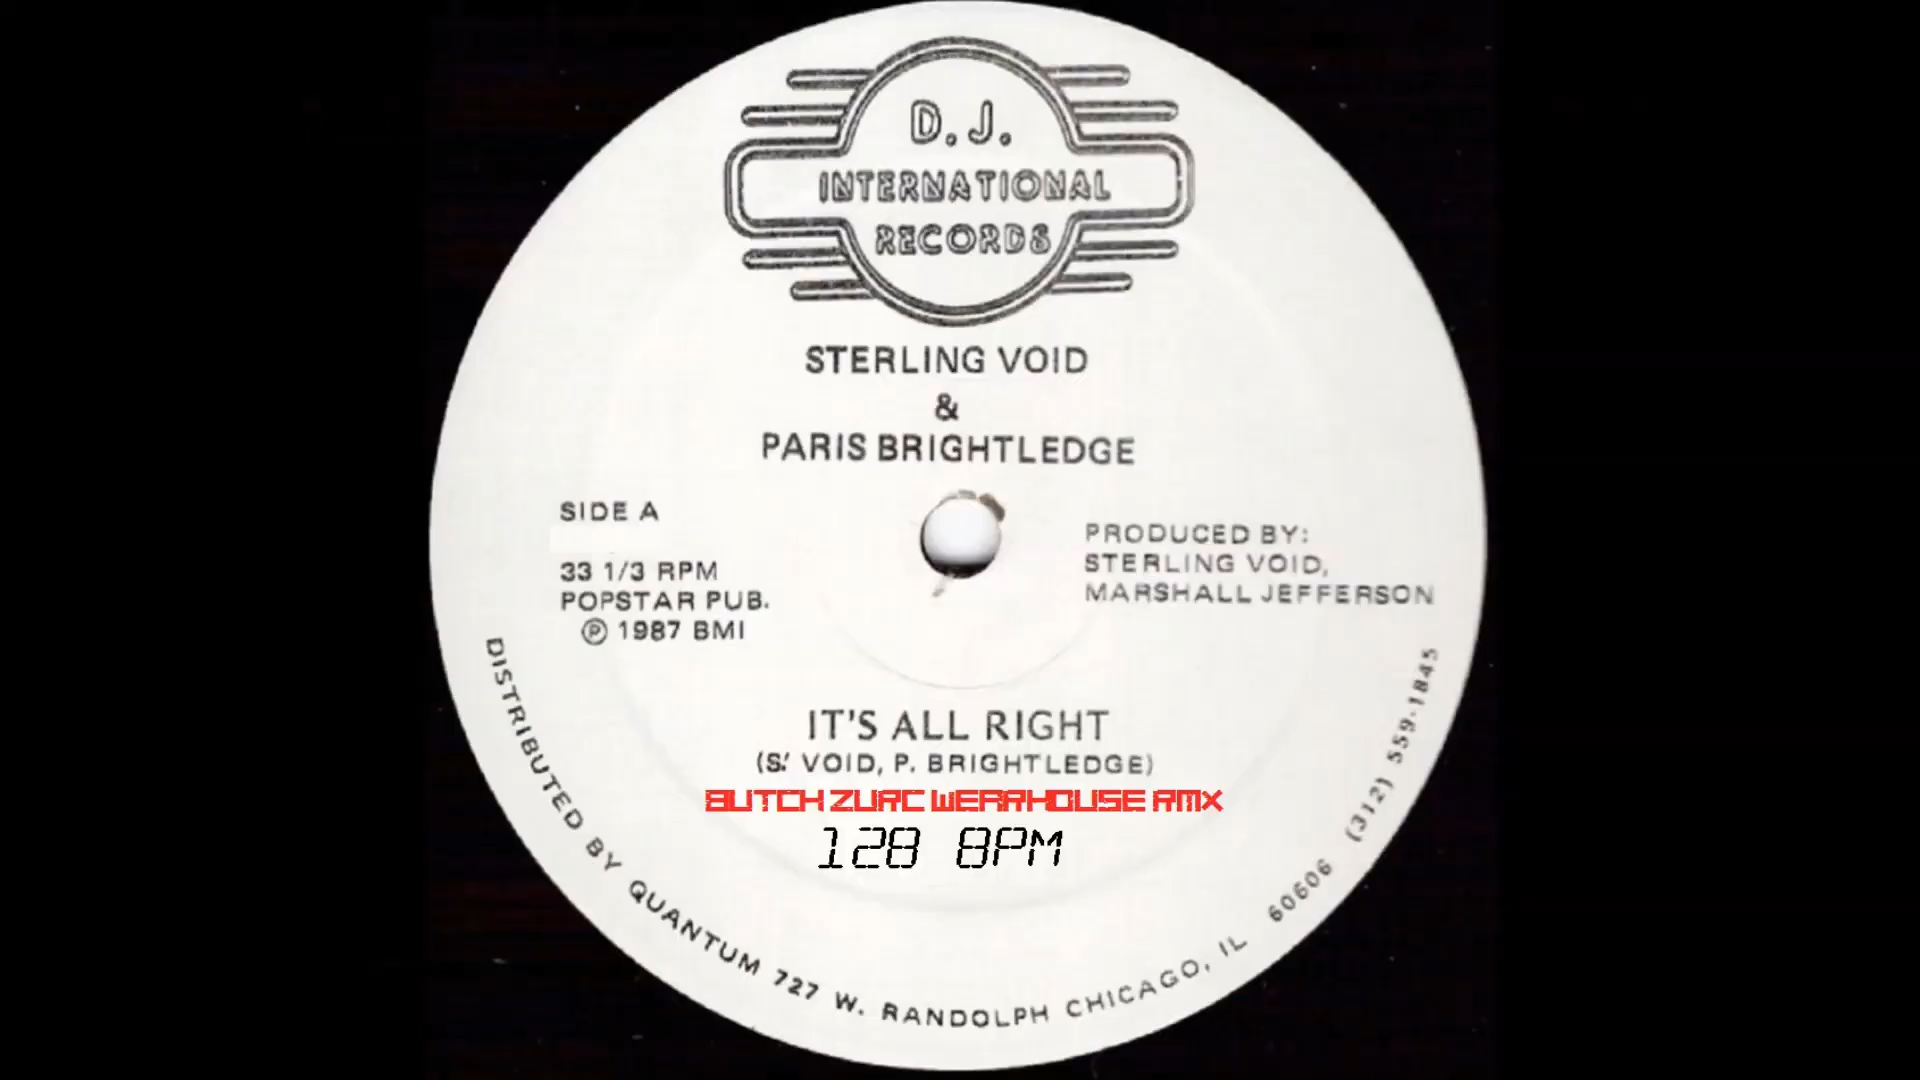 D. J.
INTERNATIONAL
RECORDS
STERLING VOID
&
PARIS BRIGHTLEDGE
SIDE A
33 1/3 RPM
POPSTAR PUB.
Ⓟ 1987 BMI
PRODUCED BY:
STERLING VOID,
MARSHALL JEFFERSON
IT'S ALL RIGHT
(S. VOID, P. BRIGHTLEDGE)
BUTCH ZURC WEARHOUSE RMX
128 BPM
DISTRIBUTED BY QUANTUM 727 W. RANDOLPH CHICAGO, IL 60606 (312) 559-1845